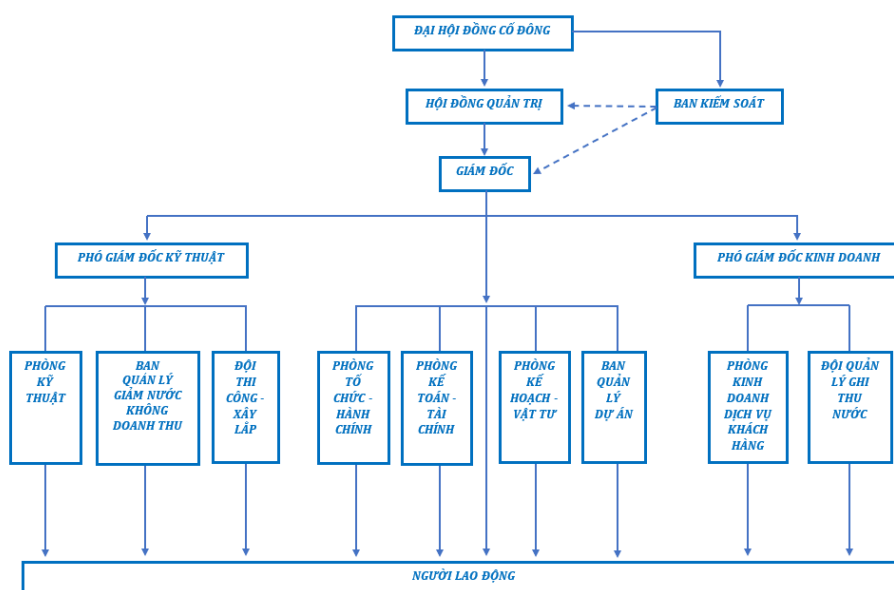 ĐẠI HỘI ĐỒNG CỔ ĐÔNG
HỘI ĐỒNG QUẢN TRỊ
BAN KIỂM SOÁT
GIÁM ĐỐC
PHÓ GIÁM ĐỐC KỸ THUẬT
PHÓ GIÁM ĐỐC KINH DOANH
PHÒNG
KỸ
THUẬT
BAN
QUẢN LÝ
GIẢM NƯỚC
KHÔNG
DOANH THU
ĐỘI
THI
CÔNG -
XÂY
LẮP
PHÒNG
TỔ
CHỨC -
HÀNH
CHÍNH
PHÒNG
KẾ
TOÁN -
TÀI
CHÍNH
PHÒNG
KẾ
HOẠCH -
VẬT TƯ
BAN
QUẢN
LÝ
DỰ ÁN
PHÒNG
KINH
DOANH
DỊCH VỤ
KHÁCH
HÀNG
ĐỘI QUẢN
LÝ GHI
THU
NƯỚC
NGƯỜI LAO ĐỘNG